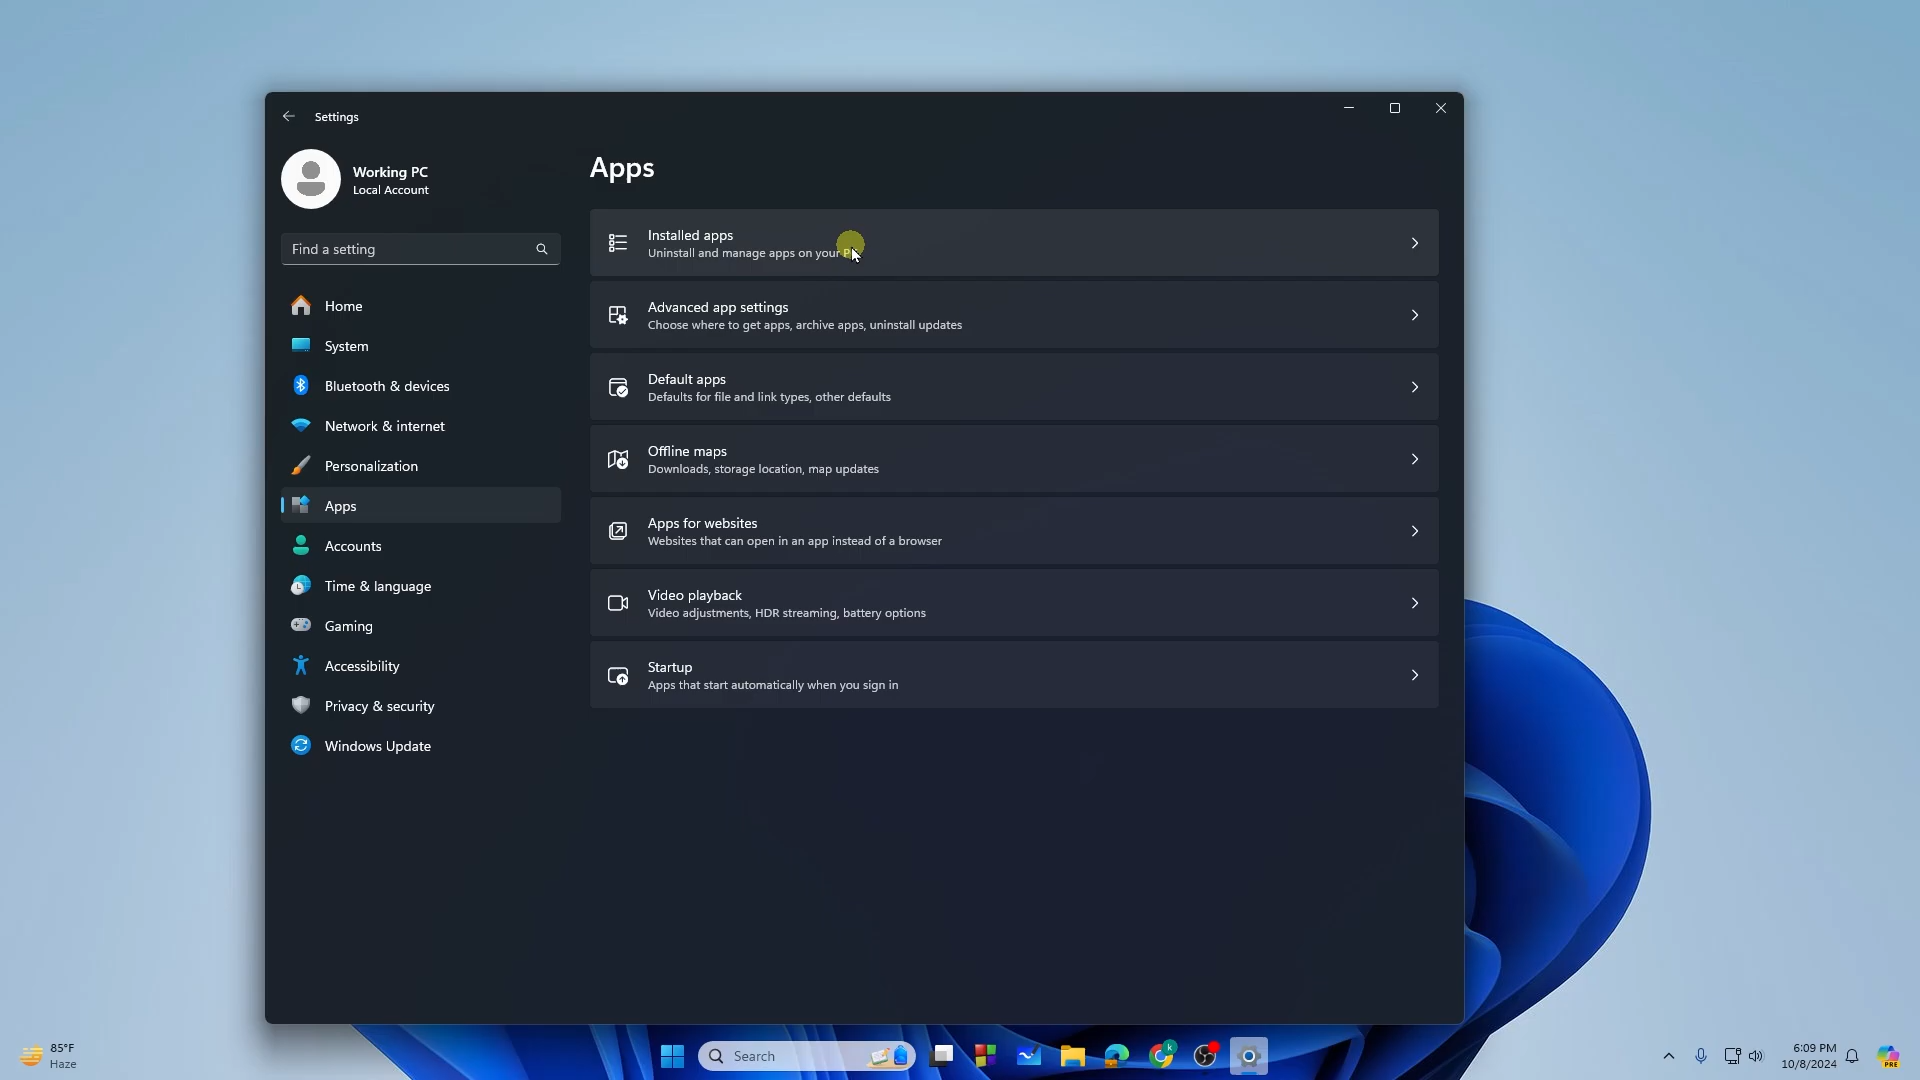 Settings
Working PC
Local Account
Find a setting
Home
System
Bluetooth & devices
Network & internet
Personalization
Apps
Accounts
Time & language
Gaming
Accessibility
Privacy & security
Windows Update
Apps
Installed apps
Uninstall and manage apps on your PC
Advanced app settings
Choose where to get apps, archive apps, uninstall updates
Default apps
Defaults for file and link types, other defaults
Offline maps
Downloads, storage location, map updates
Apps for websites
Websites that can open in an app instead of a browser
Video playback
Video adjustments, HDR streaming, battery options
Startup
Apps that start automatically when you sign in
85°F
Haze
Search
k
6:09 PM
10/8/2024
PRE